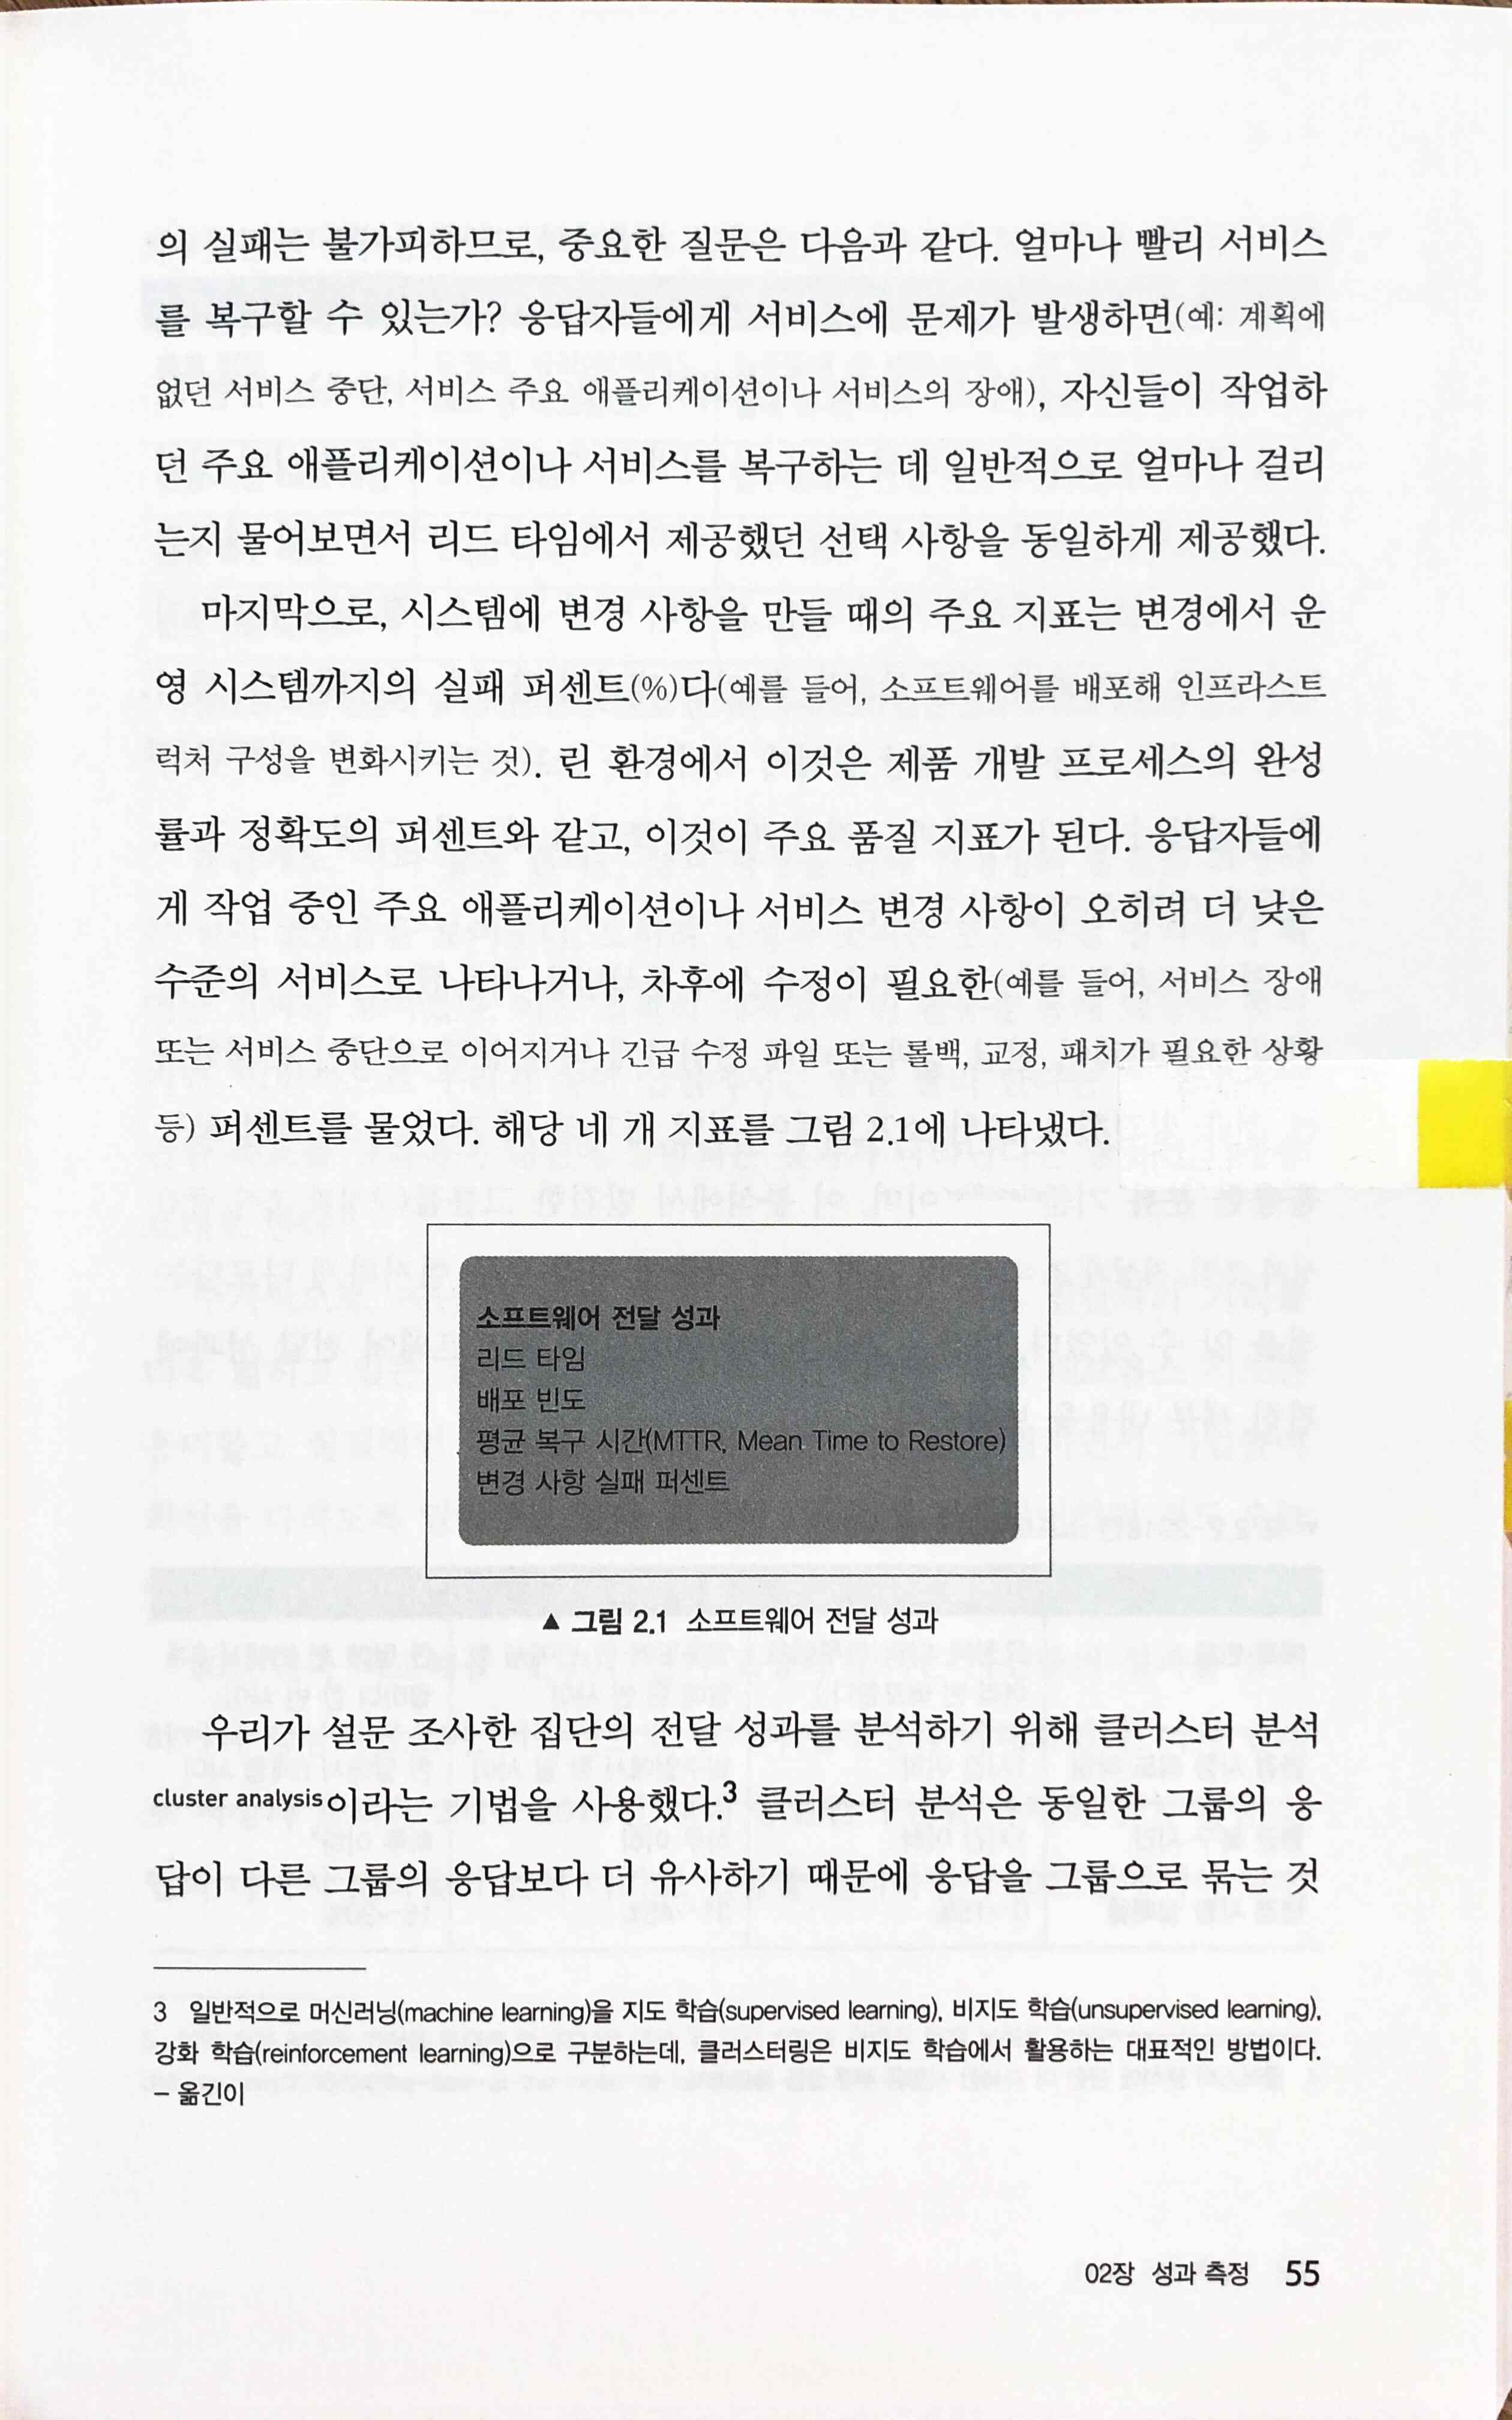 의 실패는 불가피하므로, 중요한 질문은 다음과 같다. 얼마나 빨리 서비스
를 복구할 수 있는가? 응답자들에게 서비스에 문제가 발생하면(예: 계획에
없던 서비스 중단, 서비스 주요 애플리케이션이나 서비스의 장애), 자신들이 작업하
던 주요 애플리케이션이나 서비스를 복구하는 데 일반적으로 얼마나 걸리
는지 물어보면서 리드 타임에서 제공했던 선택 사항을 동일하게 제공했다.
마지막으로, 시스템에 변경 사항을 만들 때의 주요 지표는 변경에서 운
영 시스템까지의 실패 퍼센트(%)다(예를 들어, 소프트웨어를 배포해 인프라스트
럭처 구성을 변화시키는 것). 린 환경에서 이것은 제품 개발 프로세스의 완성
률과 정확도의 퍼센트와 같고, 이것이 주요 품질 지표가 된다. 응답자들에
게 작업 중인 주요 애플리케이션이나 서비스 변경 사항이 오히려 더 낮은
수준의 서비스로 나타나거나, 차후에 수정이 필요한(예를 들어, 서비스 장애
또는 서비스 중단으로 이어지거나 긴급 수정 파일 또는 롤백, 교정, 패치가 필요한 상황
등) 퍼센트를 물었다. 해당 네 개 지표를 그림 2.1에 나타냈다.
소프트웨어 전달 성과
리드 타임
배포 빈도
평균 복구 시간(MTTR, Mean Time to Restore)
변경 사항 실패 퍼센트
▲ 그림 2.1 소프트웨어 전달 성과
우리가 설문 조사한 집단의 전달 성과를 분석하기 위해 클러스터 분석
cluster analysis이라는 기법을 사용했다.3 클러스터 분석은 동일한 그룹의 응
답이 다른 그룹의 응답보다 더 유사하기 때문에 응답을 그룹으로 묶는 것
3 일반적으로 머신러닝(machine learning)을 지도 학습(supervised learning), 비지도 학습(unsupervised learning),
강화 학습(reinforcement learning)으로 구분하는데, 클러스터링은 비지도 학습에서 활용하는 대표적인 방법이다.
– 옮긴이
02장 성과 측정 55